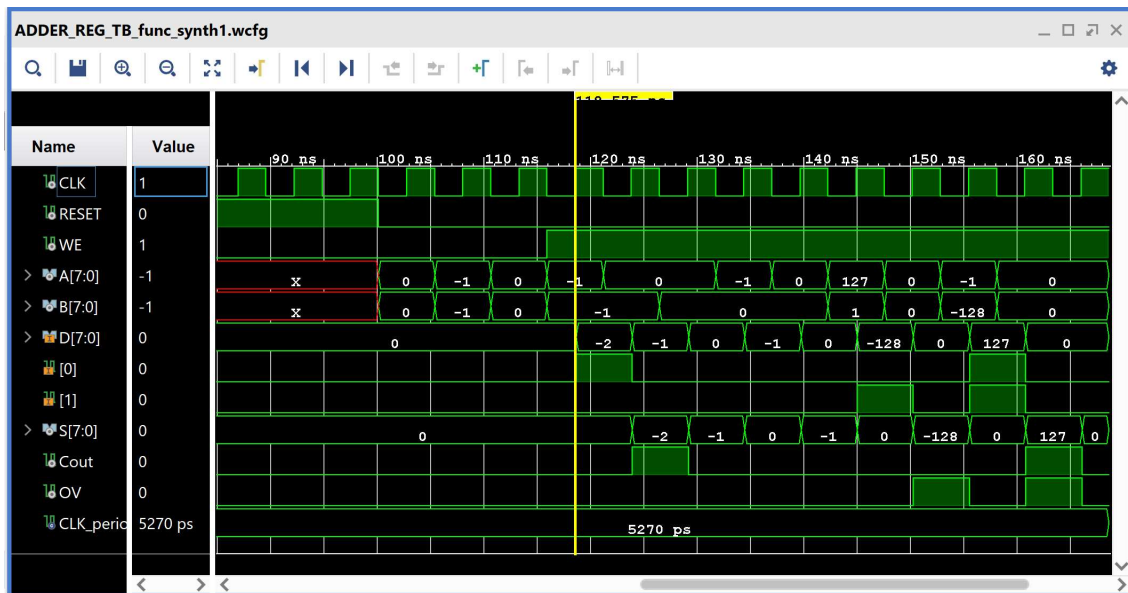 ADDER_REG_TB_func_synth1.wcfg
Name Value
90 ns 100 ns 110 ns 120 ns 130 ns 140 ns 150 ns 160 ns
CLK 1
RESET 0
WE 1
A[7:0] -1 X 0 -1 0 -1 0 -1 0 127 0 -1 0
B[7:0] -1 X 0 -1 0 -1 0 1 0 -128 0
D[7:0] 0 0 -2 -1 0 -1 0 -128 0 127 0
[0] 0
[1] 0
S[7:0] 0 0 -2 -1 0 -1 0 -128 0 127 0
Cout 0
OV 0
CLK_perio 5270 ps 5270 ps